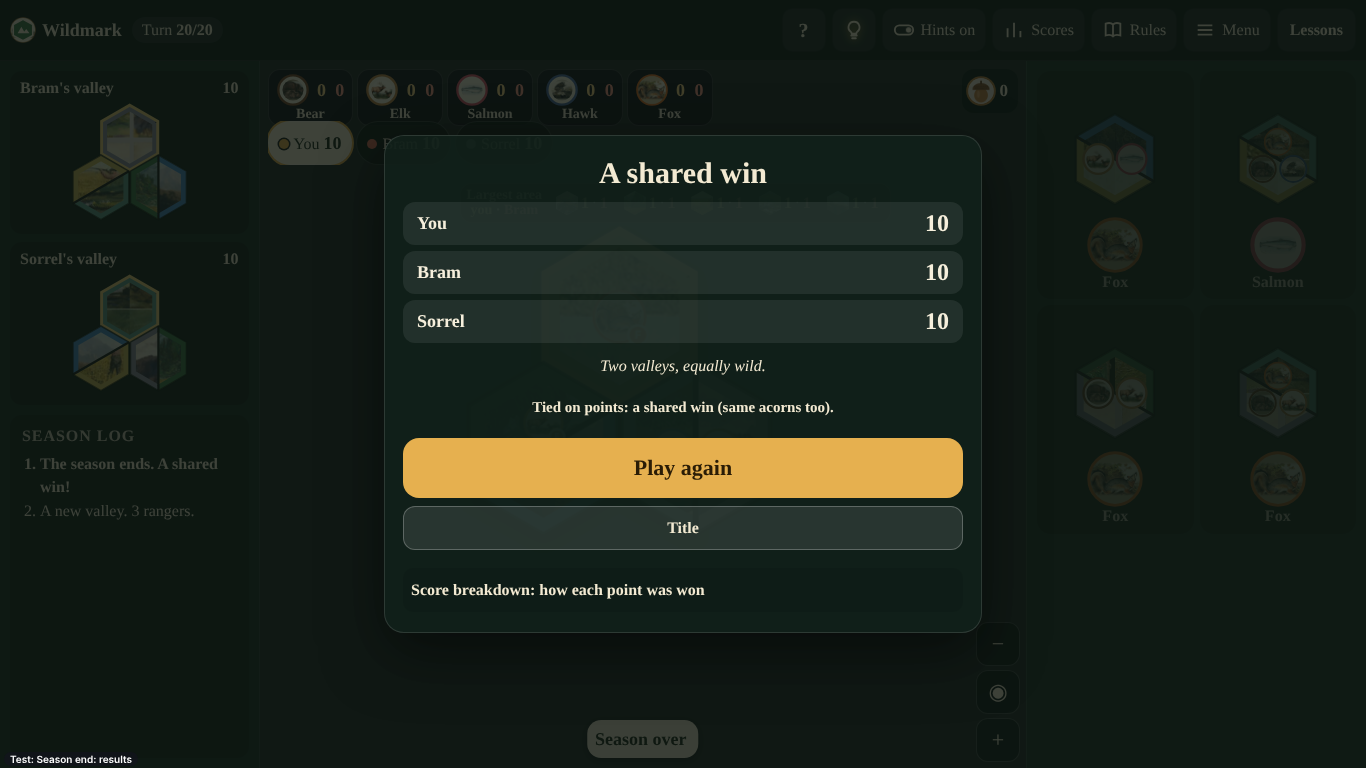 Wildmark
Turn 20/20
?
Hints on
Scores
Rules
Menu
Lessons
Bram's valley 10
Sorrel's valley 10
SEASON LOG
1. The season ends. A shared
win!
2. A new valley. 3 rangers.
0 0
Bear
0 0
Elk
0 0
Salmon
0 0
Hawk
0 0
Fox
0
You 10
Bram 10
Sorrel 10
A shared win
You 10
Bram 10
Sorrel 10
Two valleys, equally wild.
Tied on points: a shared win (same acorns too).
Play again
Title
Score breakdown: how each point was won
Season over
Fox
Salmon
Fox
Fox
−
+
Test: Season end: results